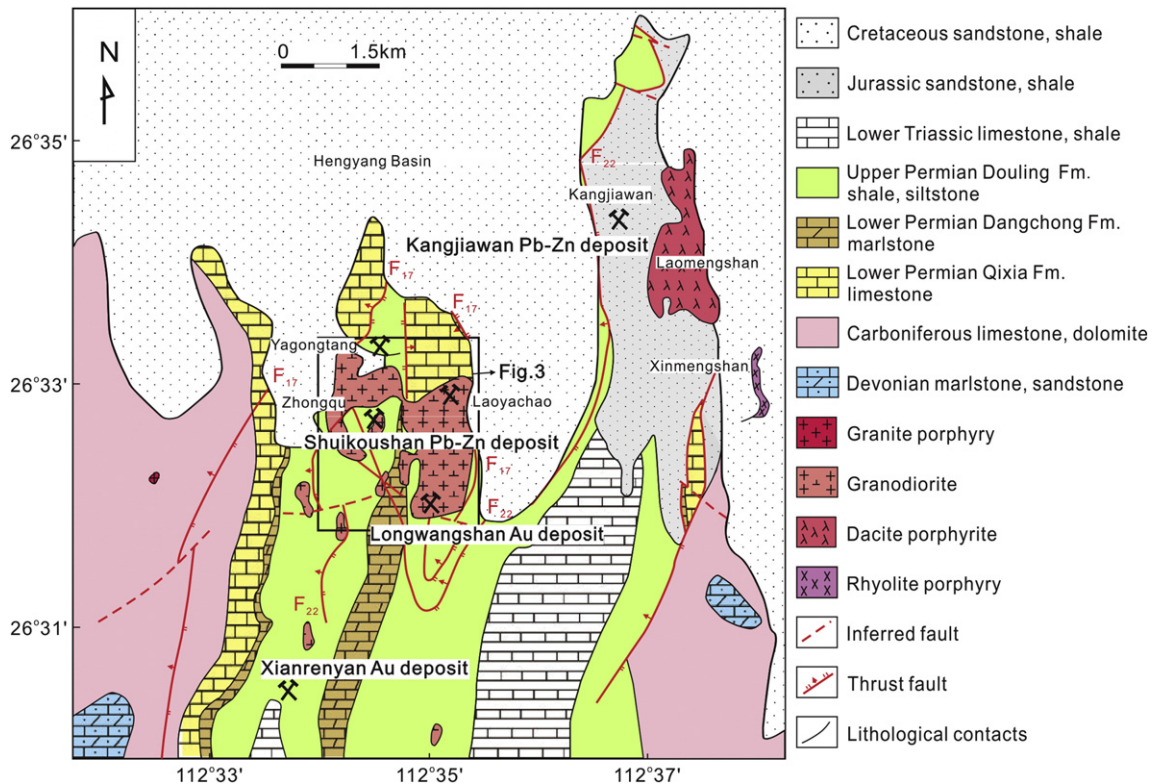 N
0 1.5km
26°35'
26°33'
26°31'
112°33'
112°35'
112°37'
Hengyang Basin
F22
Kangjiawan
Kangjiawan Pb-Zn deposit
Laomengshan
F17
F17
Yagongtang
Fig.3
Xinmengshan
F17
Zhongqu
Laoyachao
Shuikoushan Pb-Zn deposit
F17
F22
Longwangshan Au deposit
F22
Xianrenyan Au deposit
Cretaceous sandstone, shale
Jurassic sandstone, shale
Lower Triassic limestone, shale
Upper Permian Douling Fm.
shale, siltstone
Lower Permian Dangchong Fm.
marlstone
Lower Permian Qixia Fm.
limestone
Carboniferous limestone, dolomite
Devonian marlstone, sandstone
Granite porphyry
Granodiorite
Dacite porphyrite
Rhyolite porphyry
Inferred fault
Thrust fault
Lithological contacts